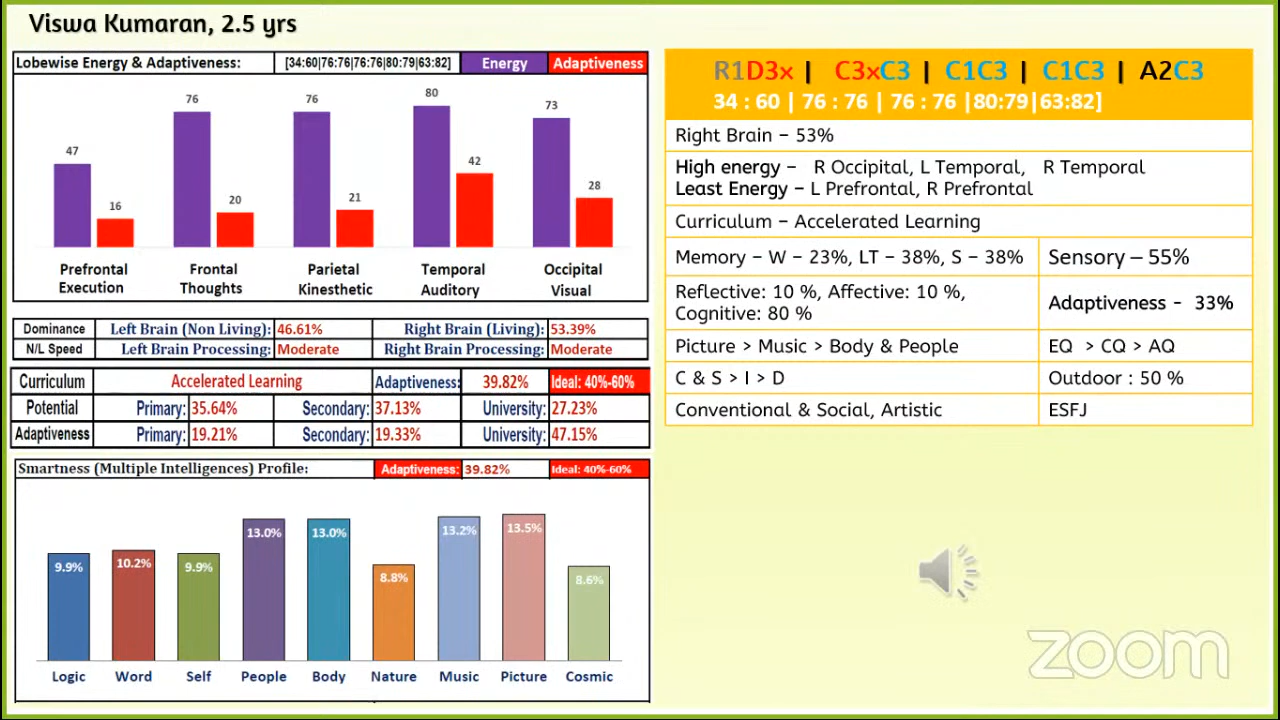 Viswa Kumaran, 2.5 yrs
Lobewise Energy & Adaptiveness: [34:60|76:76|76:76|80:79|63:82] Energy Adaptiveness
47 16 76 20 76 21 80 42 73 28
Prefrontal Frontal Parietal Temporal Occipital
Execution Thoughts Kinesthetic Auditory Visual
Dominance Left Brain (Non Living): 46.61% Right Brain (Living): 53.39%
N/L Speed Left Brain Processing: Moderate Right Brain Processing: Moderate
Curriculum Accelerated Learning Adaptiveness: 39.82% Ideal: 40%-60%
Potential Primary: 35.64% Secondary: 37.13% University: 27.23%
Adaptiveness Primary: 19.21% Secondary: 19.33% University: 47.15%
Smartness (Multiple Intelligences) Profile: Adaptiveness: 39.82% Ideal: 40%-60%
9.9% 10.2% 9.9% 13.0% 13.0% 8.8% 13.2% 13.5% 8.6%
Logic Word Self People Body Nature Music Picture Cosmic
R1D3x | C3xC3 | C1C3 | C1C3 | A2C3
34 : 60 | 76 : 76 | 76 : 76 |80:79|63:82]
Right Brain – 53%
High energy – R Occipital, L Temporal, R Temporal
Least Energy – L Prefrontal, R Prefrontal
Curriculum – Accelerated Learning
Memory – W – 23%, LT – 38%, S – 38% Sensory – 55%
Reflective: 10 %, Affective: 10 %,
Cognitive: 80 % Adaptiveness - 33%
Picture > Music > Body & People EQ > CQ > AQ
C & S > I > D Outdoor : 50 %
Conventional & Social, Artistic ESFJ
zoom